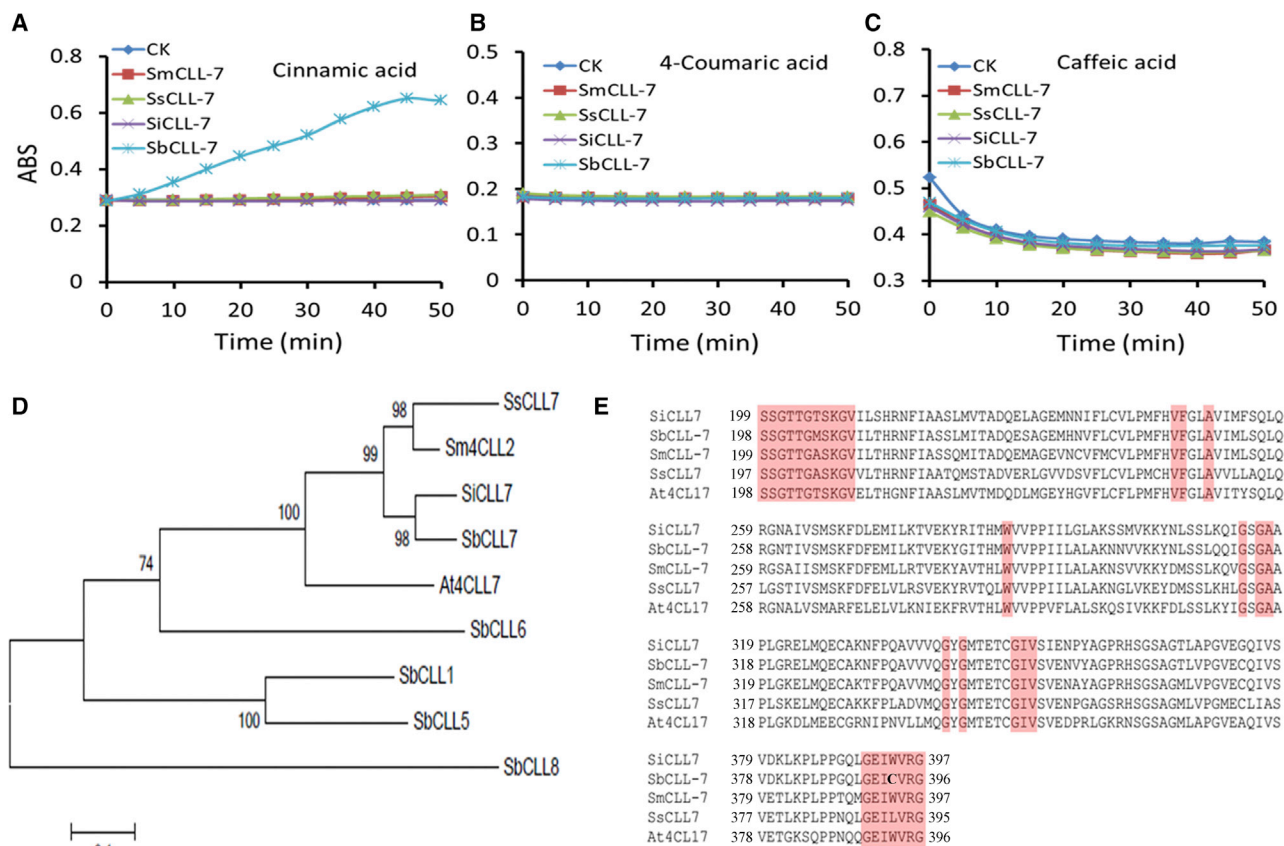 A
0.8
0.6
0.4
0.2
0
ABS
CK
SmCLL-7
SsCLL-7
SiCLL-7
SbCLL-7
Cinnamic acid
0 10 20 30 40 50
Time (min)
B
0.5
0.4
0.3
0.2
0.1
0
CK
SmCLL-7
SsCLL-7
SiCLL-7
SbCLL-7
4-Coumaric acid
0 10 20 30 40 50
Time (min)
C
0.8
0.7
0.6
0.5
0.4
0.3
CK
SmCLL-7
SsCLL-7
SiCLL-7
SbCLL-7
Caffeic acid
0 10 20 30 40 50
Time (min)
D
98
99
98
100
74
100
SsCLL7
Sm4CLL2
SiCLL7
SbCLL7
At4CLL7
SbCLL6
SbCLL1
SbCLL5
SbCLL8
E
SiCLL7 199 SSGTTGTSKGVILSHRNFIAASLMVTADQELAGEMNNIFLCVLPMFHVFGLAVIMFSQLQ
SbCLL-7 198 SSGTTGMSKGVILTHRNFIAASLMITADQESAGEMHNVFLCVLPMFHVFGLAVIMLSQLQ
SmCLL-7 199 SSGTTGASKGVILTHRNFIASSQMITADQEMAGEVNCVFMCVLPMFHVFGLAVIMLSQLQ
SsCLL7 197 SSGTTGASKGVVLTHRNFIAATQMSTADVERLGVVDSVFLCVLPMCHVFGLAVVLLAQLQ
At4CL17 198 SSGTTGTSKGVELTHGNFIAASLMVTMDQDLMGEYHGVFLCFLPMFHVFGLAVITYSQLQ
SiCLL7 259 RGNAIVSMSKFDLEMILKTVEKYRITHMWVVPPIILGLAKSSMVKKYNLSSLKQIGSGAA
SbCLL-7 258 RGNTIVSMSKFDFEMILKTVEKYGITHMWVVPPIILALAKNNVVKKYNLSSLQQIGSGAA
SmCLL-7 259 RGSAIISMSKFDFEMLLRTVEKYAVTHLWVVPPIILALAKNSVVKKYDMSSLKQVGSGAA
SsCLL7 257 LGSTIVSMSKFDFELVLRSVEKYRVTQLWVVPPIILALAKNGLVKEYDMSSLKQIGSGAA
At4CL17 258 RGNALVSMARFELELVLKNIEKFRVTHLWVVPPVFLALSKQSIVKKFDLSSLKYIGSGAA
SiCLL7 319 PLGRELMQECAKNFPQAVVVQGYGMTETCGIVSIENPYAGPRHSGSAGTLAPGVEGQIVS
SbCLL-7 318 PLGRELMQECAKNFPQAVVVQGYGMTETCGIVSIENPYAGPRHSGSAGTLVPGVEGQIVS
SmCLL-7 319 PLGKELMQECAKTFPQAVVMQGYGMTETCGIVSVENAYAGPRHSGSAGMLVPGVECQIVS
SsCLL7 317 PLSKELMQECAKKFPLADVMQGYGMTETCGIVSVENPGAGSRHSGSAGMLVPGMECLIAS
At4CL17 318 PLGKDLMEECGRNIPNVLLMQGYGMTETCGIVSVEDPRLGKRNSGSAGMLAPGVEAQIVS
SiCLL7 379 VDKLKPLPPGQLGEIWVRG 397
SbCLL-7 378 VDKLKPLPPGQLGEICVRG 396
SmCLL-7 379 VETLKPLPPTQMGEIWVRG 397
SsCLL7 377 VETLKPLPPNQLGEILVRG 395
At4CL17 378 VETGKSQPPNQQGEIWVRG 396